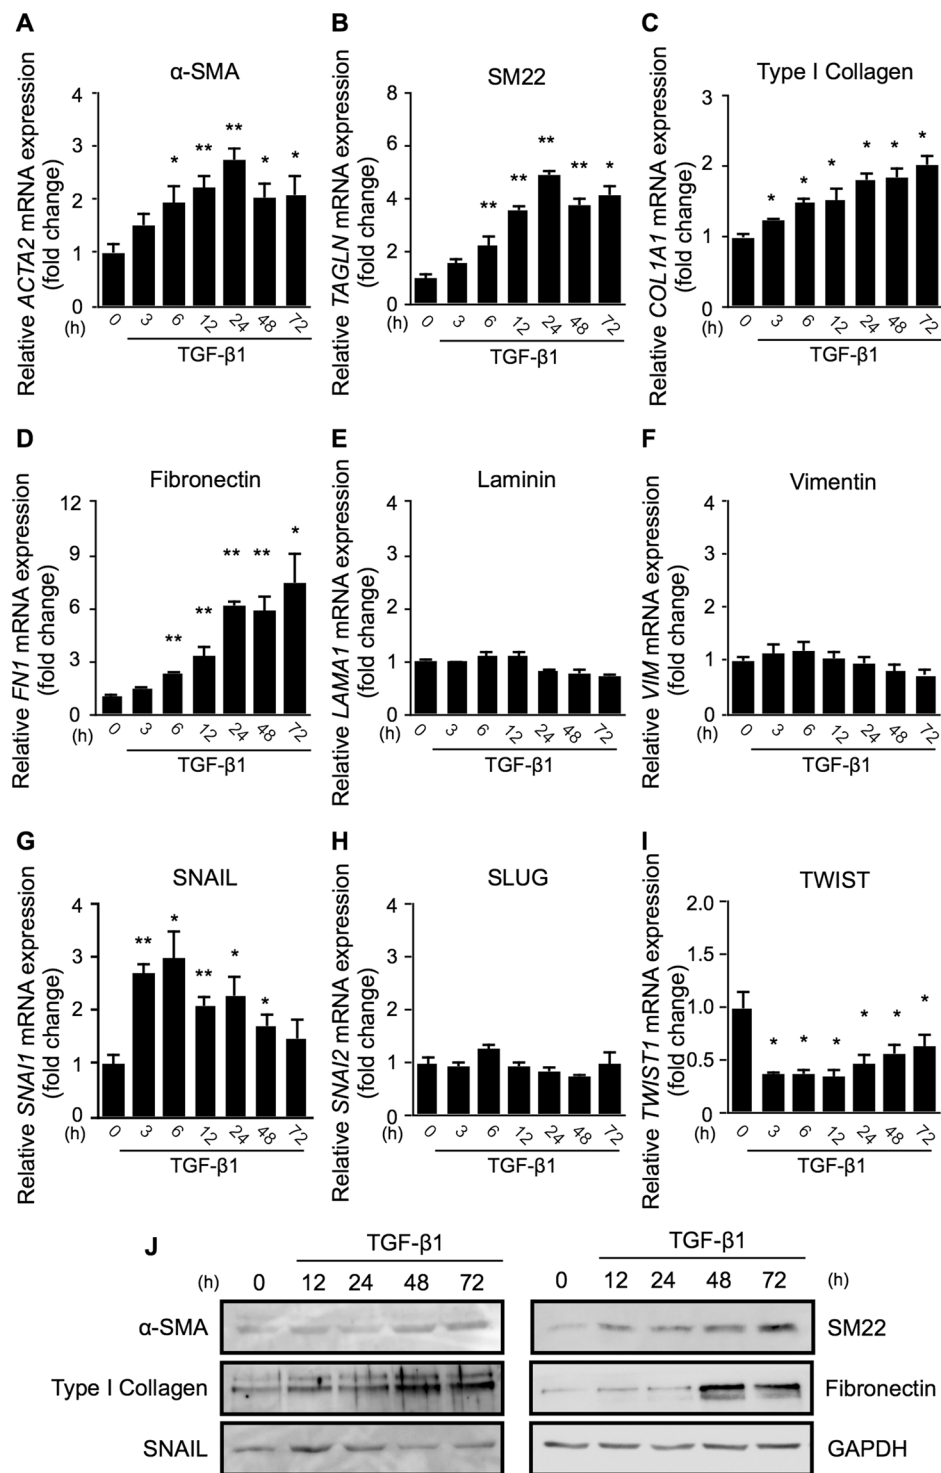 A
α-SMA
Relative ACTA2 mRNA expression
(fold change)
4
3
2
1
0
* ** ** * *
(h) 0 3 6 12 24 48 72
TGF-β1
B
SM22
Relative TAGLN mRNA expression
(fold change)
8
6
4
2
0
** ** ** ** *
(h) 0 3 6 12 24 48 72
TGF-β1
C
Type I Collagen
Relative COL1A1 mRNA expression
(fold change)
3
2
1
0
* * * * * *
(h) 0 3 6 12 24 48 72
TGF-β1
D
Fibronectin
Relative FN1 mRNA expression
(fold change)
12
9
6
3
0
** ** ** ** *
(h) 0 3 6 12 24 48 72
TGF-β1
E
Laminin
Relative LAMA1 mRNA expression
(fold change)
4
3
2
1
0
(h) 0 3 6 12 24 48 72
TGF-β1
F
Vimentin
Relative VIM mRNA expression
(fold change)
4
3
2
1
0
(h) 0 3 6 12 24 48 72
TGF-β1
G
SNAIL
Relative SNAI1 mRNA expression
(fold change)
4
3
2
1
0
** * ** * *
(h) 0 3 6 12 24 48 72
TGF-β1
H
SLUG
Relative SNAI2 mRNA expression
(fold change)
4
3
2
1
0
(h) 0 3 6 12 24 48 72
TGF-β1
I
TWIST
Relative TWIST1 mRNA expression
(fold change)
2.0
1.0
0.5
0
* * * * * *
(h) 0 3 6 12 24 48 72
TGF-β1
J
TGF-β1
(h) 0 12 24 48 72
α-SMA
Type I Collagen
SNAIL
TGF-β1
0 12 24 48 72 (h)
SM22
Fibronectin
GAPDH